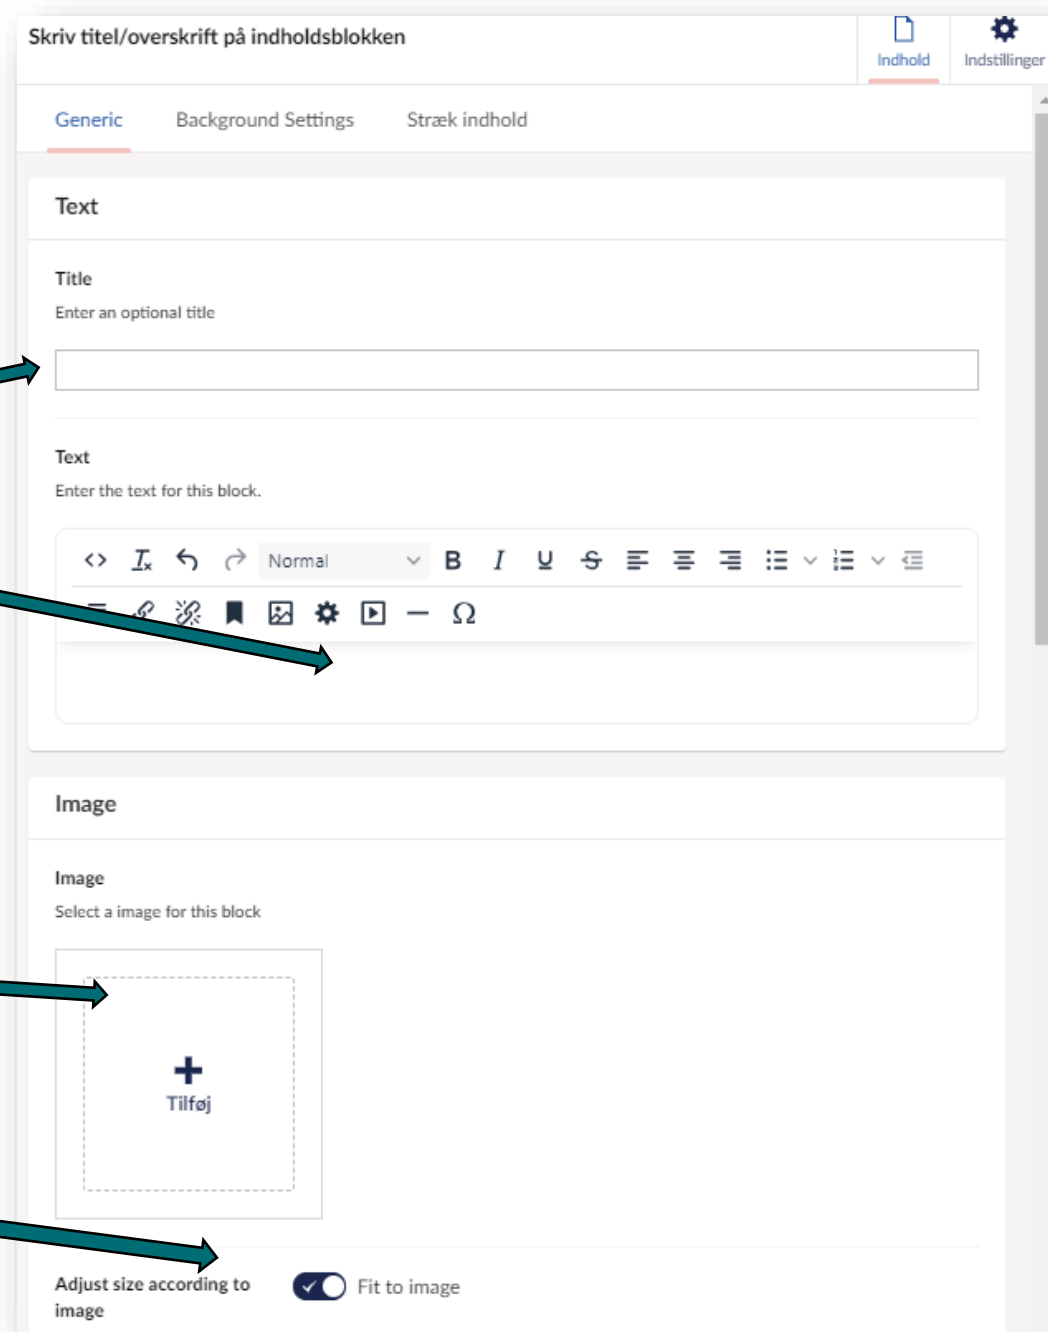 Skriv titel/overskrift på indholdsblokken
Indhold
Indstillinger
Generic
Background Settings
Stræk indhold
Text
Title
Enter an optional title
Text
Enter the text for this block.
Normal
B I U S
Ω
Image
Image
Select a image for this block
Tilføj
Adjust size according to
image
Fit to image